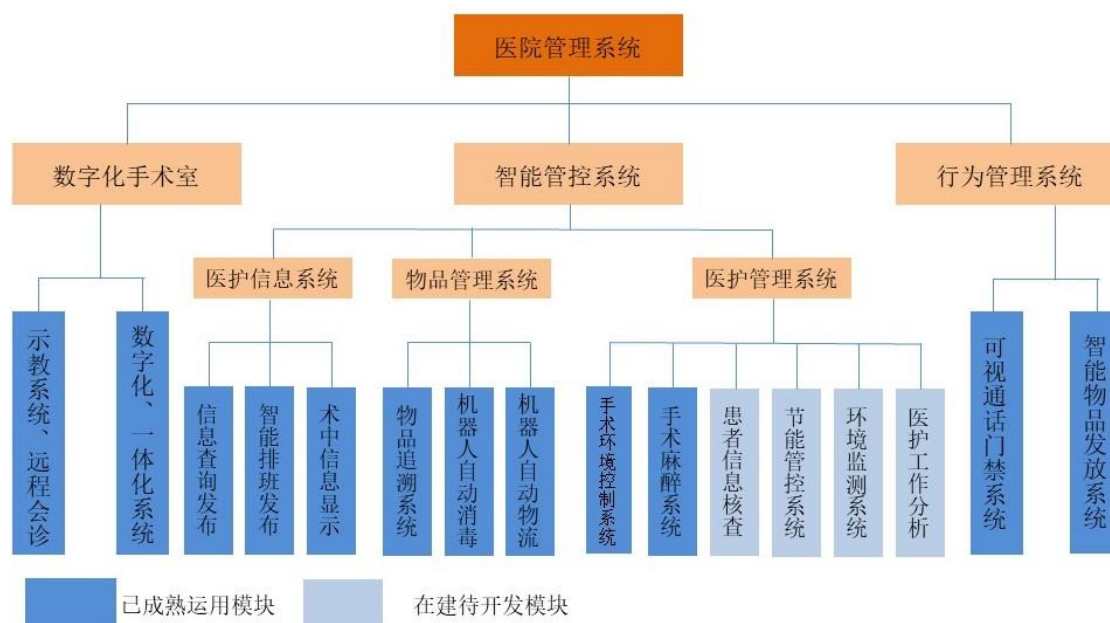 医院管理系统
数字化手术室
智能管控系统
行为管理系统
医护信息系统
物品管理系统
医护管理系统
示教系统、远程会诊
数字化、一体化系统
信息查询发布
智能排班发布
术中信息显示
物品追溯系统
机器人自动消毒
机器人自动物流
手术环境控制系统
手术麻醉系统
患者信息核查
节能管控系统
环境监测系统
医护工作分析
可视通话门禁系统
智能物品发放系统
已成熟运用模块
在建待开发模块